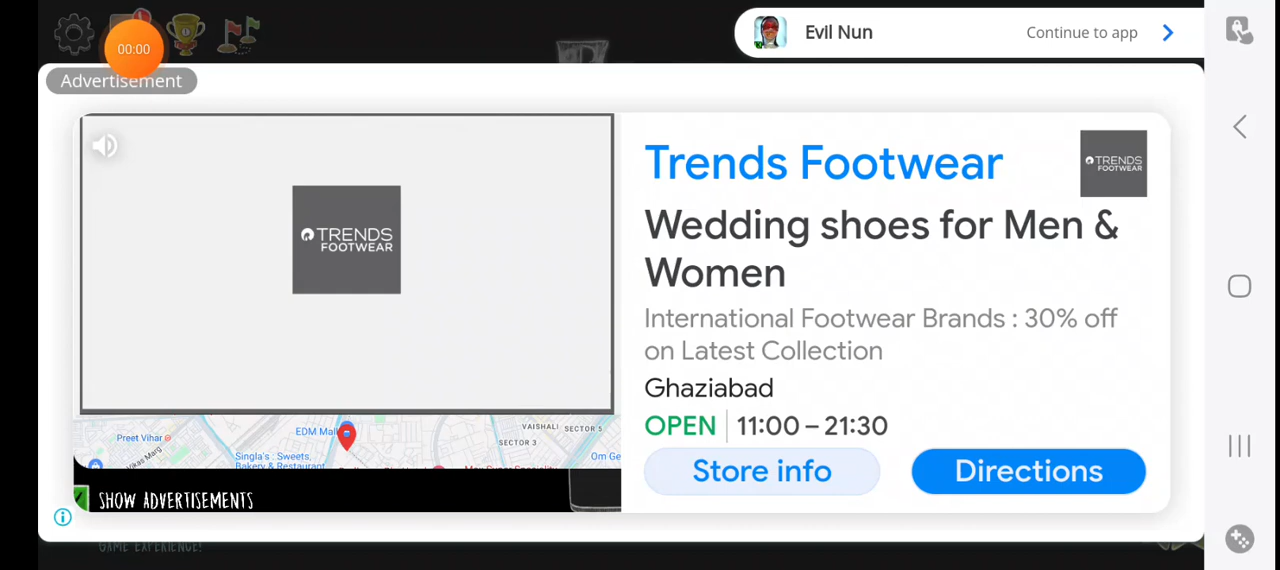 00:00
Evil Nun
Continue to app
Advertisement
TRENDS
FOOTWEAR
Trends Footwear
TRENDS
FOOTWEAR
Wedding shoes for Men &
Women
International Footwear Brands : 30% off
on Latest Collection
Ghaziabad
OPEN 11:00 – 21:30
Store info
Directions
Preet Vihar
Vikas Marg
EDM Mall
Singla's : Sweets,
Bakery & Restaurant
VAISHALI
SECTOR 5
SECTOR 3
Om Ge
SHOW ADVERTISEMENTS
GAME EXPERIENCE!